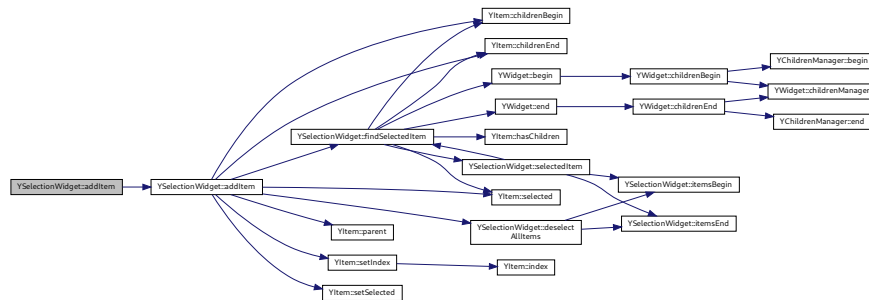 YSelectionWidget::addItem
YSelectionWidget::addItem
YItem::childrenBegin
YItem::childrenEnd
YWidget::begin
YWidget::end
YSelectionWidget::findSelectedItem
YItem::hasChildren
YSelectionWidget::selectedItem
YItem::selected
YSelectionWidget::deselect
AllItems
YItem::parent
YItem::setIndex
YItem::setSelected
YItem::index
YWidget::childrenBegin
YWidget::childrenEnd
YSelectionWidget::itemsBegin
YSelectionWidget::itemsEnd
YChildrenManager::begin
YWidget::childrenManager
YChildrenManager::end